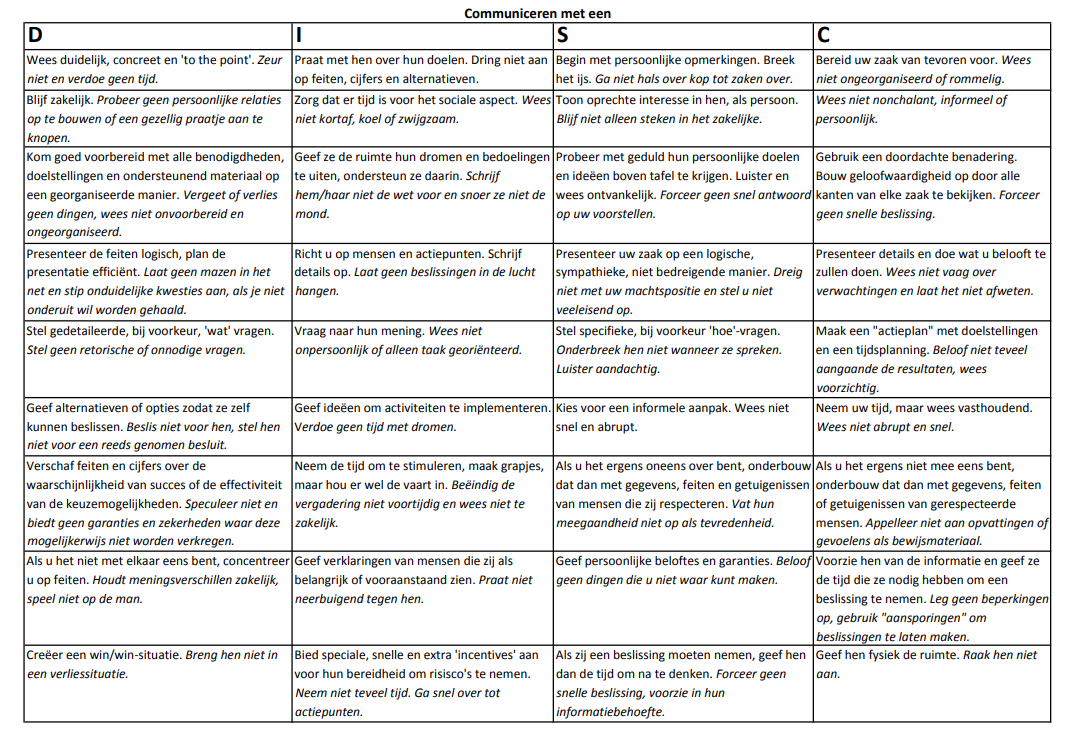 Communiceren met een
D
I
S
C
Wees duidelijk, concreet en 'to the point'. Zeur
niet en verdoe geen tijd.
Praat met hen over hun doelen. Dring niet aan
op feiten, cijfers en alternatieven.
Begin met persoonlijke opmerkingen. Breek
het ijs. Ga niet hals over kop tot zaken over.
Bereid uw zaak van tevoren voor. Wees
niet ongeorganiseerd of rommelig.
Blijf zakelijk. Probeer geen persoonlijke relaties
op te bouwen of een gezellig praatje aan te
knopen.
Zorg dat er tijd is voor het sociale aspect. Wees
niet kortaf, koel of zwijgzaam.
Toon oprechte interesse in hen, als persoon.
Blijf niet alleen steken in het zakelijke.
Wees niet nonchalant, informeel of
persoonlijk.
Kom goed voorbereid met alle benodigdheden,
doelstellingen en ondersteunend materiaal op
een georganiseerde manier. Vergeet of verlies
geen dingen, wees niet onvoorbereid en
ongeorganiseerd.
Geef ze de ruimte hun dromen en bedoelingen
te uiten, ondersteun ze daarin. Schrijf
hem/haar niet de wet voor en snoer ze niet de
mond.
Probeer met geduld hun persoonlijke doelen
en ideeën boven tafel te krijgen. Luister en
wees ontvankelijk. Forceer geen snel antwoord
op uw voorstellen.
Gebruik een doordachte benadering.
Bouw geloofwaardigheid op door alle
kanten van elke zaak te bekijken. Forceer
geen snelle beslissing.
Presenteer de feiten logisch, plan de
presentatie efficiënt. Laat geen mazen in het
net en stip onduidelijke kwesties aan, als je niet
onderuit wil worden gehaald.
Richt u op mensen en actiepunten. Schrijf
details op. Laat geen beslissingen in de lucht
hangen.
Presenteer uw zaak op een logische,
sympathieke, niet bedreigende manier. Dreig
niet met uw machtspositie en stel u niet
veeleisend op.
Presenteer details en doe wat u belooft te
zullen doen. Wees niet vaag over
verwachtingen en laat het niet afweten.
Stel gedetaileerde, bij voorkeur, 'wat' vragen.
Stel geen retorische of onnodige vragen.
Vraag naar hun mening. Wees niet
onpersoonlijk of alleen taak georiënteerd.
Stel specifieke, bij voorkeur 'hoe'-vragen.
Onderbreek hen niet wanneer ze spreken.
Luister aandachtig.
Maak een "actieplan" met doelstellingen
en een tijdsplanning. Beloof niet teveel
aangaande de resultaten, wees
voorzichtig.
Geef alternatieven of opties zodat ze zelf
kunnen beslissen. Beslis niet voor hen, stel hen
niet voor een reeds genomen besluit.
Geef ideeën om activiteiten te implementeren.
Verdoe geen tijd met dromen.
Kies voor een informele aanpak. Wees niet
snel en abrupt.
Neem uw tijd, maar wees vasthoudend.
Wees niet abrupt en snel.
Verschaf feiten en cijfers over de
waarschijnlijkheid van succes of de effectiviteit
van de keuzemogelijkheden. Speculeer niet en
biedt geen garanties en zekerheden waar deze
mogelijkerwijs niet worden verkregen.
Neem de tijd om te stimuleren, maak grapjes,
maar hou er wel de vaart in. Beëindig de
vergadering niet voortijdig en wees niet te
zakelijk.
Als u het ergens oneens over bent, onderbouw
dat dan met gegevens, feiten en getuigenissen
van mensen die zij respecteren. Vat hun
meegaandheid niet op als tevredenheid.
Als u het ergens niet mee eens bent,
onderbouw dat dan met gegevens, feiten
of getuigenissen van gerespecteerde
mensen. Appelleer niet aan opvattingen of
gevoelens als bewijsmateriaal.
Als u het niet met elkaar eens bent, concentreer
u op feiten. Houdt meningsverschillen zakelijk,
speel niet op de man.
Geef verklaringen van mensen die zij als
belangrijk of vooraanstaand zien. Praat niet
neerbuigend tegen hen.
Geef persoonlijke beloftes en garanties. Beloof
geen dingen die u niet waar kunt maken.
Voorzie hen van de informatie en geef ze
de tijd die ze nodig hebben om een
beslissing te nemen. Leg geen beperkingen
op, gebruik "aansporingen" om
beslissingen te laten maken.
Creëer een win/win-situatie. Breng hen niet in
een verliessituatie.
Bied speciale, snelle en extra 'incentives' aan
voor hun bereidheid om risico's te nemen.
Neem niet teveel tijd. Ga snel over tot
actiepunten.
Als zij een beslissing moeten nemen, geef hen
dan de tijd om na te denken. Forceer geen
snelle beslissing, voorzie in hun
informatiebehoefte.
Geef hen fysiek de ruimte. Raak hen niet
aan.